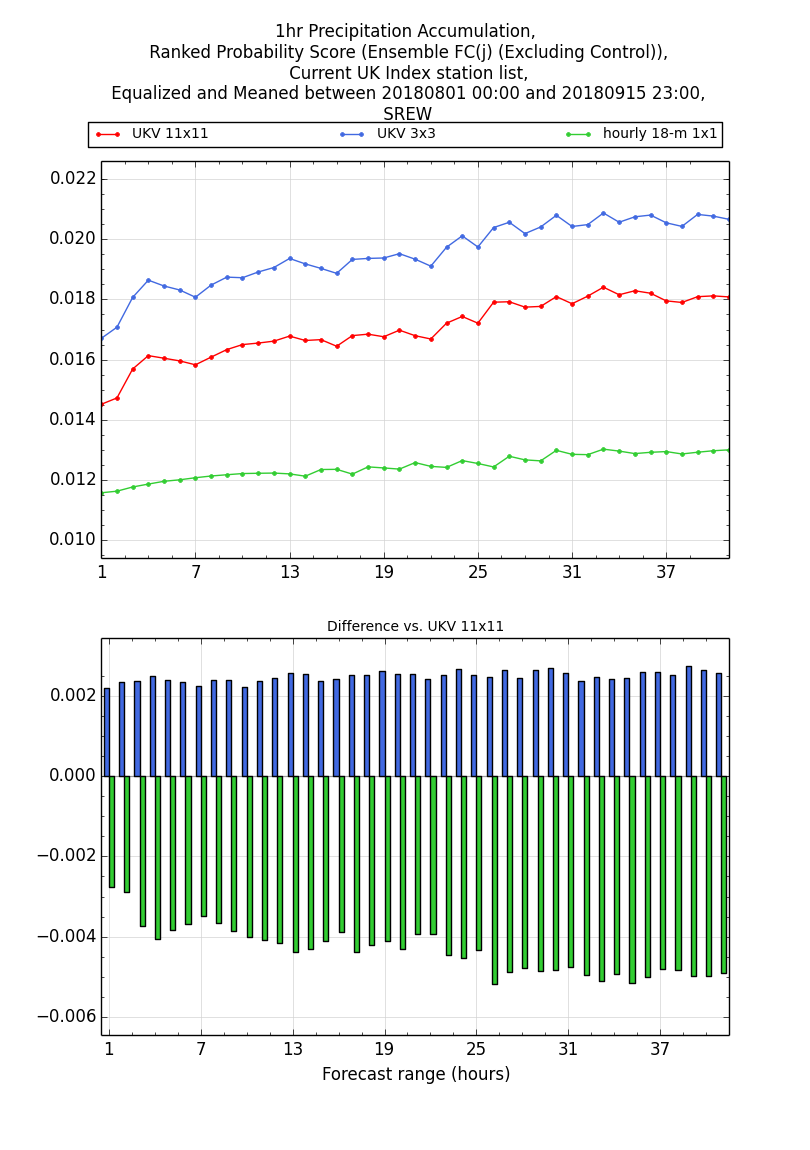 1hr Precipitation Accumulation,
Ranked Probability Score (Ensemble FC(j) (Excluding Control)),
Current UK Index station list,
Equalized and Meaned between 20180801 00:00 and 20180915 23:00,
SREW
UKV 11x11 UKV 3x3 hourly 18-m 1x1
0.022
0.020
0.018
0.016
0.014
0.012
0.010
1 7 13 19 25 31 37
Difference vs. UKV 11x11
0.002
0.000
−0.002
−0.004
−0.006
1 7 13 19 25 31 37
Forecast range (hours)